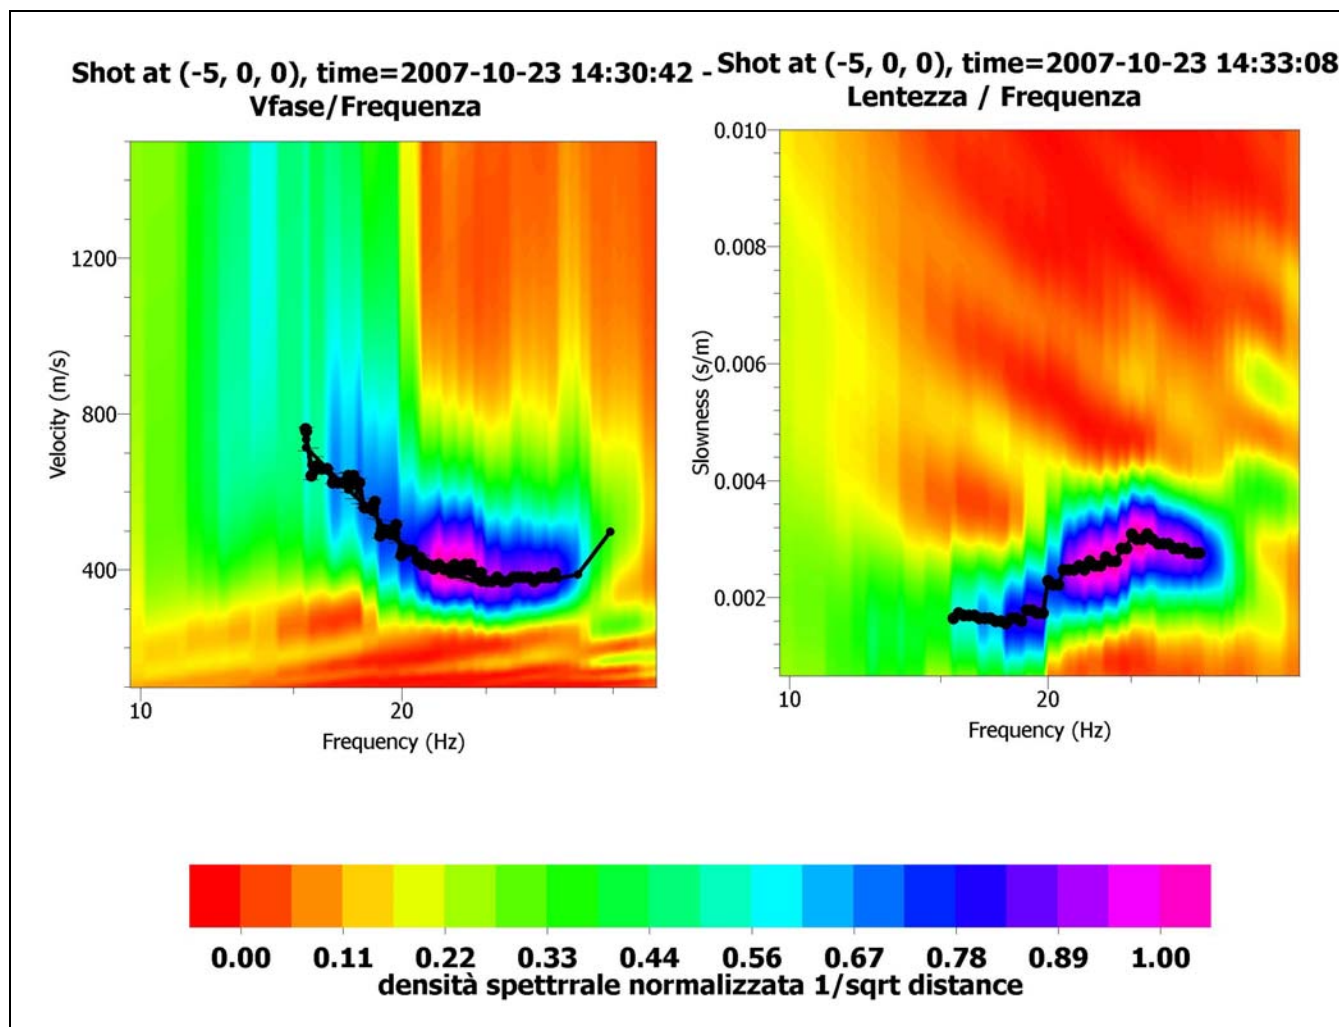 Shot at (-5, 0, 0), time=2007-10-23 14:30:42 -
Vfase/Frequenza
Shot at (-5, 0, 0), time=2007-10-23 14:33:08
Lentezza / Frequenza
Velocity (m/s)
1200
800
400
10
20
Frequency (Hz)
Slowness (s/m)
0.010
0.008
0.006
0.004
0.002
10
20
Frequency (Hz)
0.00 0.11 0.22 0.33 0.44 0.56 0.67 0.78 0.89 1.00
densità spettrrale normalizzata 1/sqrt distance